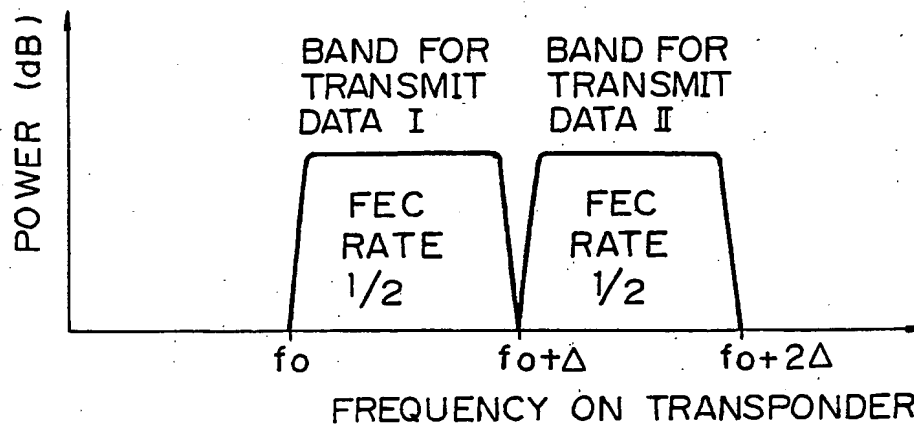 POWER (dB)
BAND FOR
TRANSMIT
DATA I
BAND FOR
TRANSMIT
DATA II
FEC
RATE
1/2
FEC
RATE
1/2
fo
fo+Δ
fo+2Δ
FREQUENCY ON TRANSPONDER